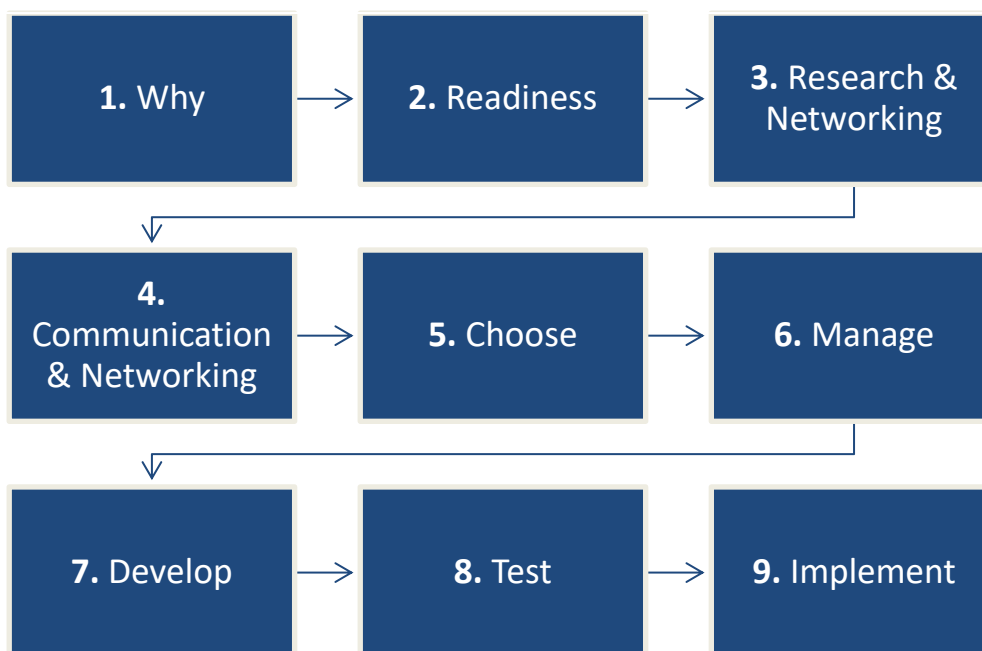 1. Why
2. Readiness
3. Research &
Networking
4.
Communication
& Networking
5. Choose
6. Manage
7. Develop
8. Test
9. Implement